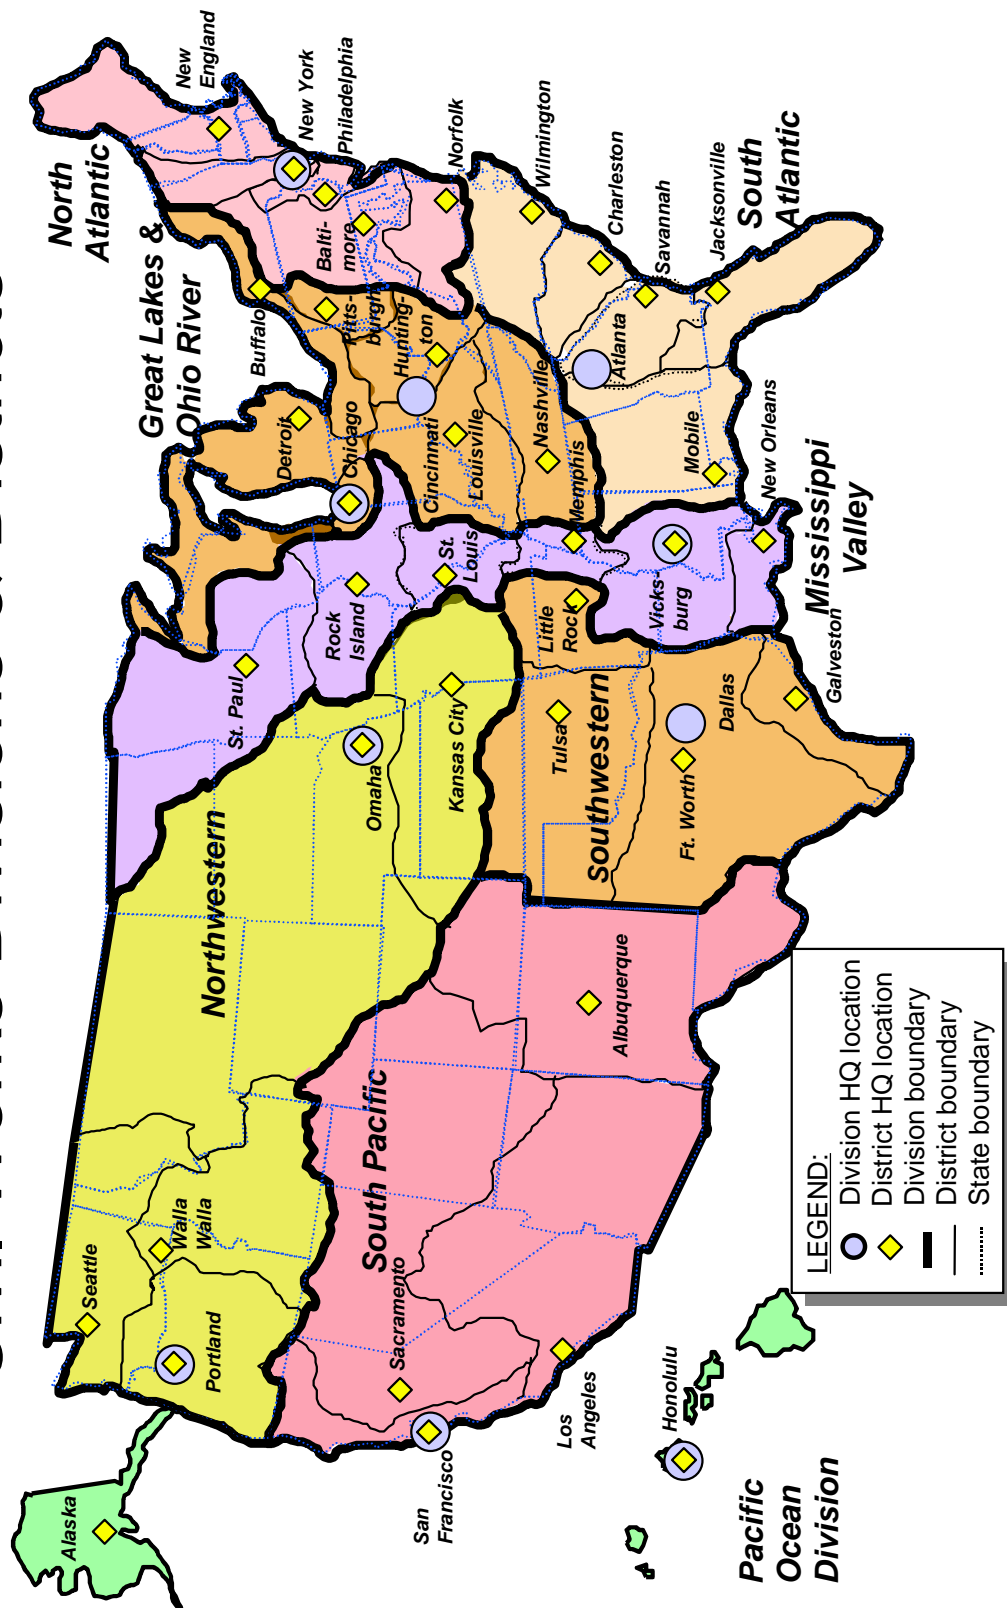 North
Atlantic
New
England
New York
Philadelphia
Balti-
more
Norfolk
Great Lakes &
Ohio River
Buffalo
Pitts-
burgh
Hunting-
ton
Detroit
Chicago
Cincinnati
Louisville
Nashville
South
Atlantic
Wilmington
Charleston
Savannah
Jacksonville
Atlanta
Mobile
Mississippi
Valley
St. Paul
Rock
Island
St.
Louis
Memphis
Vicks-
burg
New Orleans
Southwestern
Little
Rock
Tulsa
Dallas
Ft. Worth
Galveston
Northwestern
Omaha
Kansas City
Seattle
Walla
Walla
Portland
South Pacific
Albuquerque
Sacramento
San
Francisco
Los
Angeles
Alaska
Honolulu
Pacific
Ocean
Division
LEGEND:
Division HQ location
District HQ location
Division boundary
District boundary
State boundary